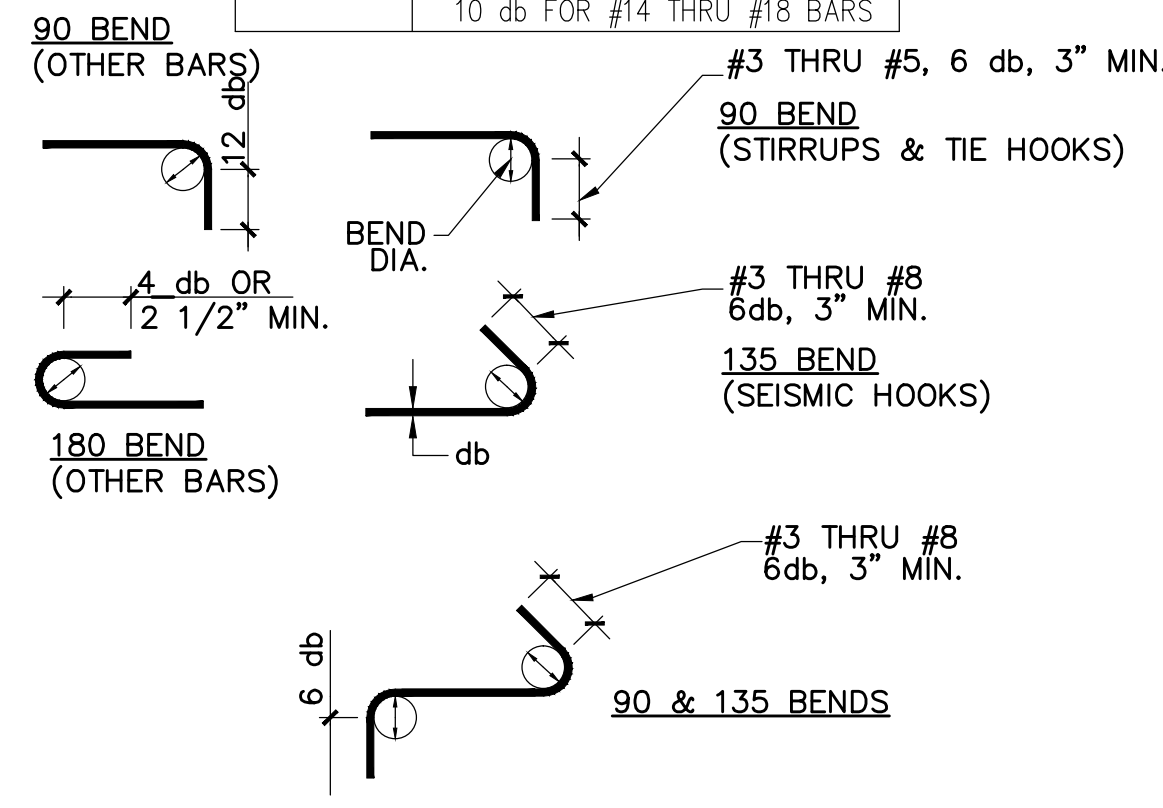 10 db FOR #14 THRU #18 BARS
90 BEND
(OTHER BARS)
12 db
#3 THRU #5, 6 db, 3" MIN.
90 BEND
(STIRRUPS & TIE HOOKS)
BEND
DIA.
4 db OR
2 1/2" MIN.
180 BEND
(OTHER BARS)
#3 THRU #8
6db, 3" MIN.
135 BEND
(SEISMIC HOOKS)
db
#3 THRU #8
6db, 3" MIN.
6 db
90 & 135 BENDS